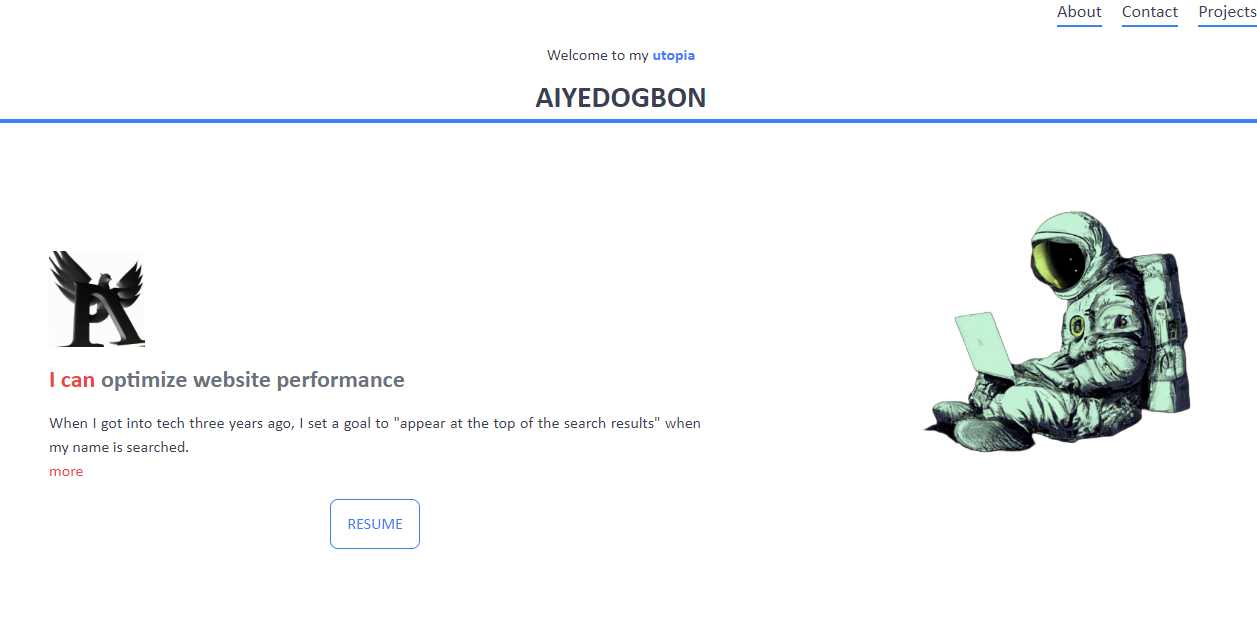 About Contact Projects
Welcome to my utopia
AIYEDOGBON
PA
I can optimize website performance
When I got into tech three years ago, I set a goal to "appear at the top of the search results" when
my name is searched.
more
RESUME